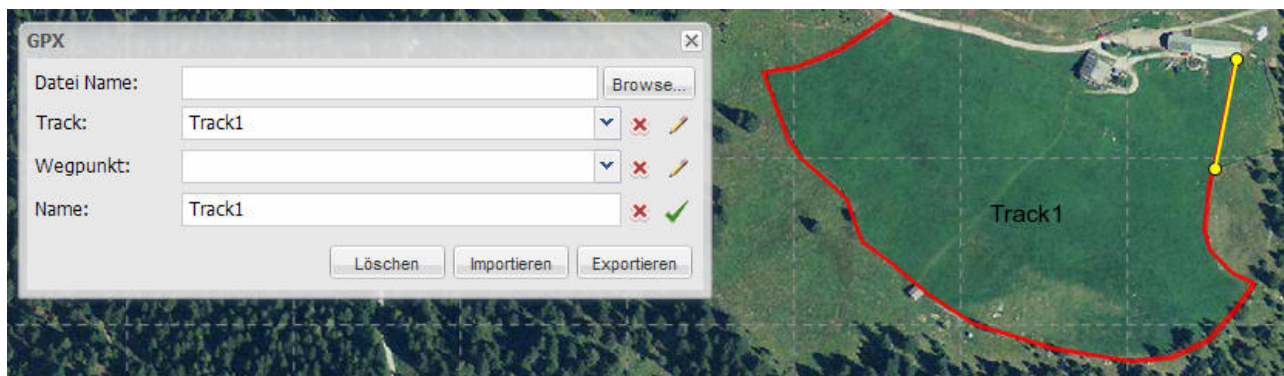 GPX
Datei Name:
Browse...
Track: Track1
Wegpunkt:
Name: Track1
Löschen Importieren Exportieren
Track1